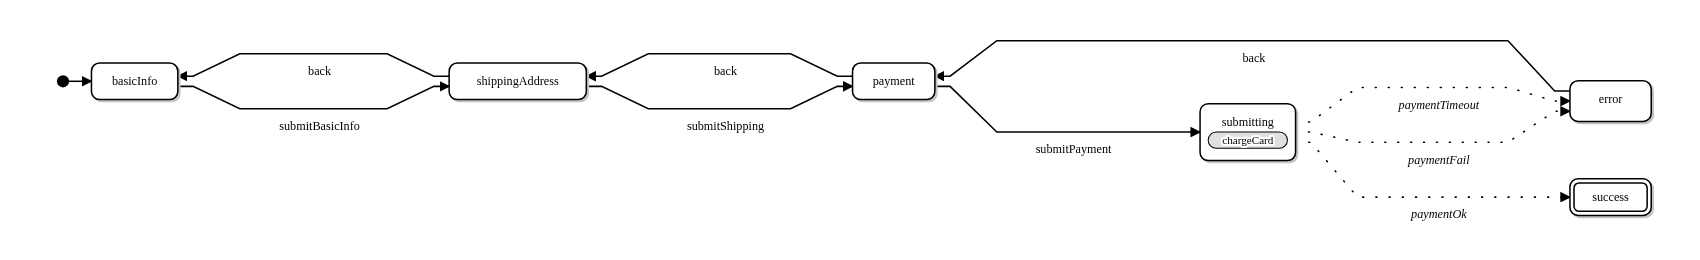 basicInfo
back
submitBasicInfo
shippingAddress
back
submitShipping
payment
back
submitPayment
submitting
chargeCard
paymentTimeout
paymentFail
paymentOk
error
success